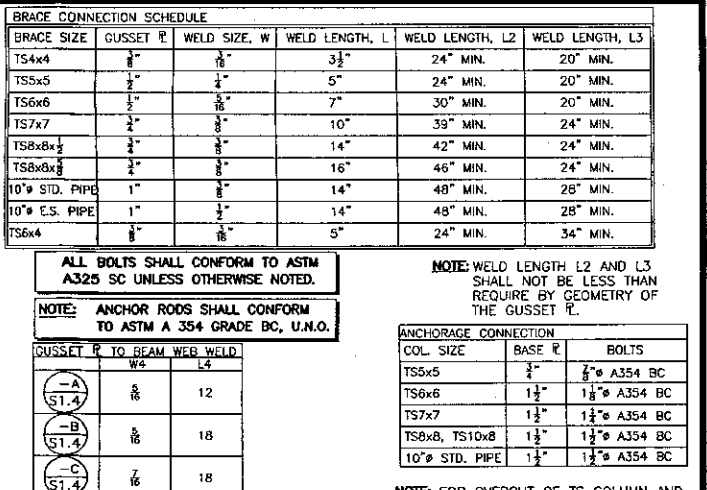 BRACE CONNECTION SCHEDULE
BRACE SIZE GUSSET ℄ WELD SIZE, W WELD LENGTH, L WELD LENGTH, L2 WELD LENGTH, L3
TS4x4 3/8" 3/16" 3 1/2" 24" MIN. 20" MIN.
TS5x5 1/2" 1/4" 5" 24" MIN. 20" MIN.
TS6x6 1/2" 5/16" 7" 30" MIN. 20" MIN.
TS7x7 3/4" 3/8" 10" 39" MIN. 24" MIN.
TS8x8x1/2 3/4" 3/8" 14" 42" MIN. 24" MIN.
TS8x8x5/8 3/4" 3/8" 16" 46" MIN. 24" MIN.
10"ø STD. PIPE 1" 3/8" 14" 48" MIN. 28" MIN.
10"ø E.S. PIPE 1" 1/2" 14" 48" MIN. 28" MIN.
TS6x4 3/8" 3/16" 5" 24" MIN. 34" MIN.
ALL BOLTS SHALL CONFORM TO ASTM
A325 SC UNLESS OTHERWISE NOTED.
NOTE: ANCHOR RODS SHALL CONFORM
TO ASTM A 354 GRADE BC, U.N.O.
GUSSET ℄ TO BEAM WEB WELD
W4 L4
-A S1.4 5/16 12
-B S1.4 5/16 18
-C S1.4 7/16 18
NOTE: WELD LENGTH L2 AND L3
SHALL NOT BE LESS THAN
REQUIRE BY GEOMETRY OF
THE GUSSET ℄.
ANCHORAGE CONNECTION
COL. SIZE BASE ℄ BOLTS
TS5x5 3/4" 7/8"ø A354 BC
TS6x6 1 1/2" 1 1/8"ø A354 BC
TS7x7 1 1/2" 1 1/4"ø A354 BC
TS8x8, TS10x8 1 1/2" 1 1/2"ø A354 BC
10"ø STD. PIPE 1 1/2" 1 1/2"ø A354 BC